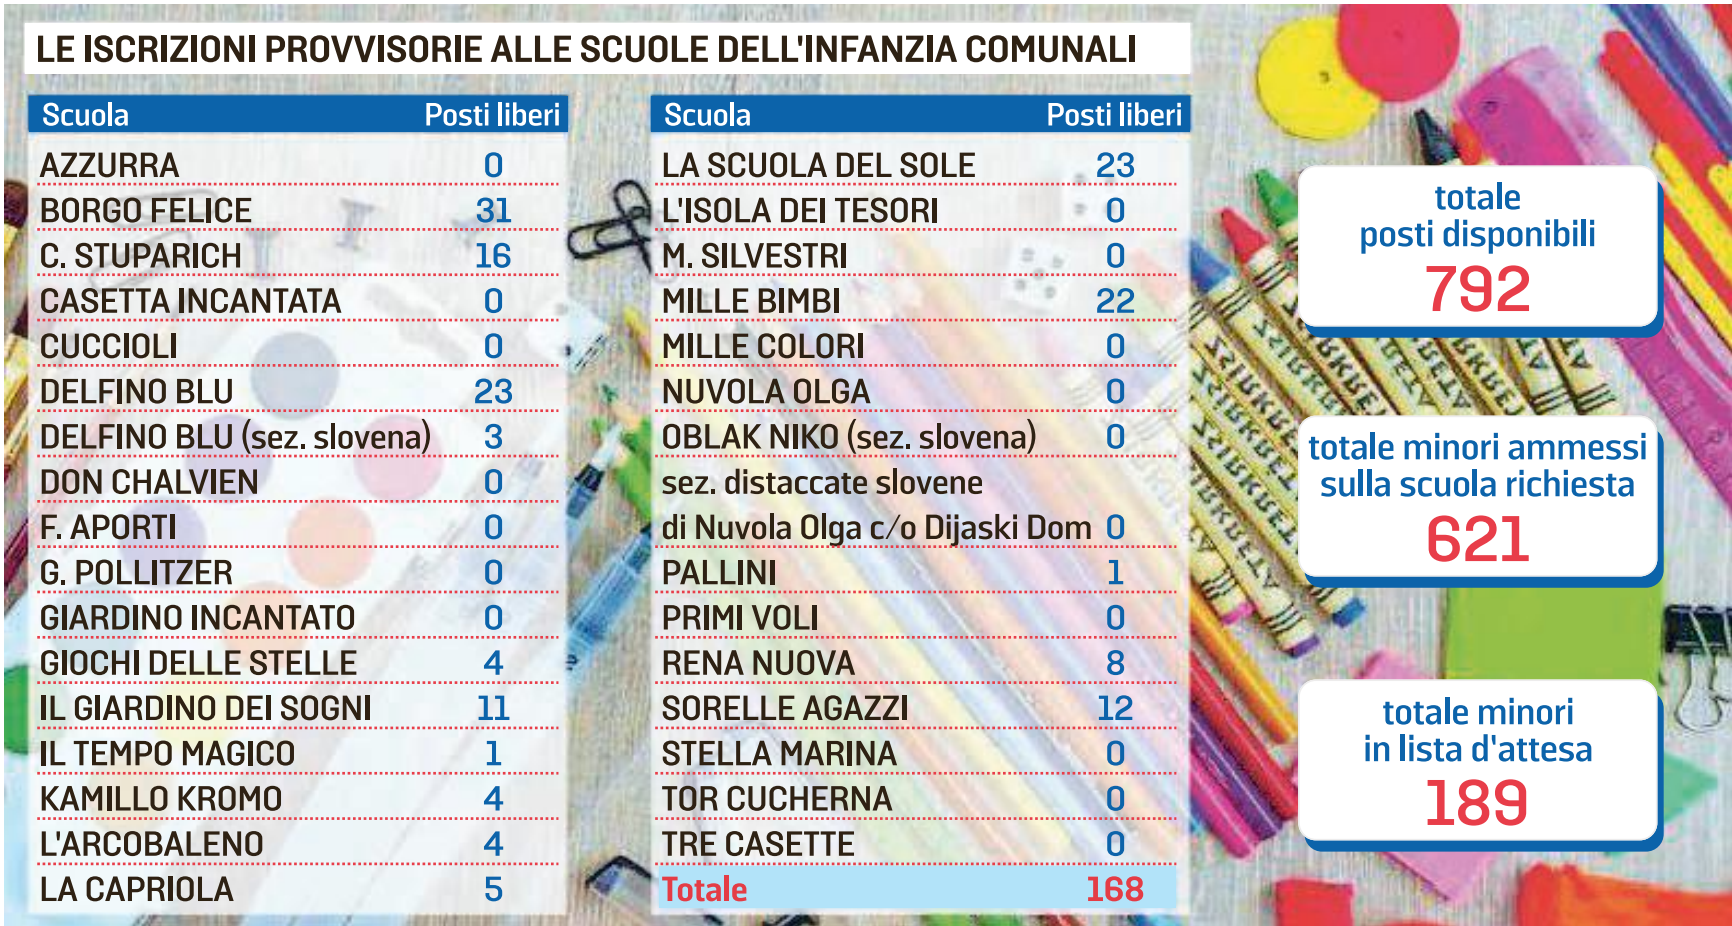 LE ISCRIZIONI PROVVISORIE ALLE SCUOLE DELL'INFANZIA COMUNALI
Scuola Posti liberi
AZZURRA 0
BORGO FELICE 31
C. STUPARICH 16
CASETTA INCANTATA 0
CUCCIOLI 0
DELFINO BLU 23
DELFINO BLU (sez. slovena) 3
DON CHALVIEN 0
F. APORTI 0
G. POLLITZER 0
GIARDINO INCANTATO 0
GIOCHI DELLE STELLE 4
IL GIARDINO DEI SOGNI 11
IL TEMPO MAGICO 1
KAMILLO KROMO 4
L'ARCOBALENO 4
LA CAPRIOLA 5
Scuola Posti liberi
LA SCUOLA DEL SOLE 23
L'ISOLA DEI TESORI 0
M. SILVESTRI 0
MILLE BIMBI 22
MILLE COLORI 0
NUVOLA OLGA 0
OBLAK NIKO (sez. slovena) 0
sez. distaccate slovene
di Nuvola Olga c/o Dijaski Dom 0
PALLINI 1
PRIMI VOLI 0
RENA NUOVA 8
SORELLE AGAZZI 12
STELLA MARINA 0
TOR CUCHERNA 0
TRE CASETTE 0
Totale 168
totale
posti disponibili
792
totale minori ammessi
sulla scuola richiesta
621
totale minori
in lista d'attesa
189